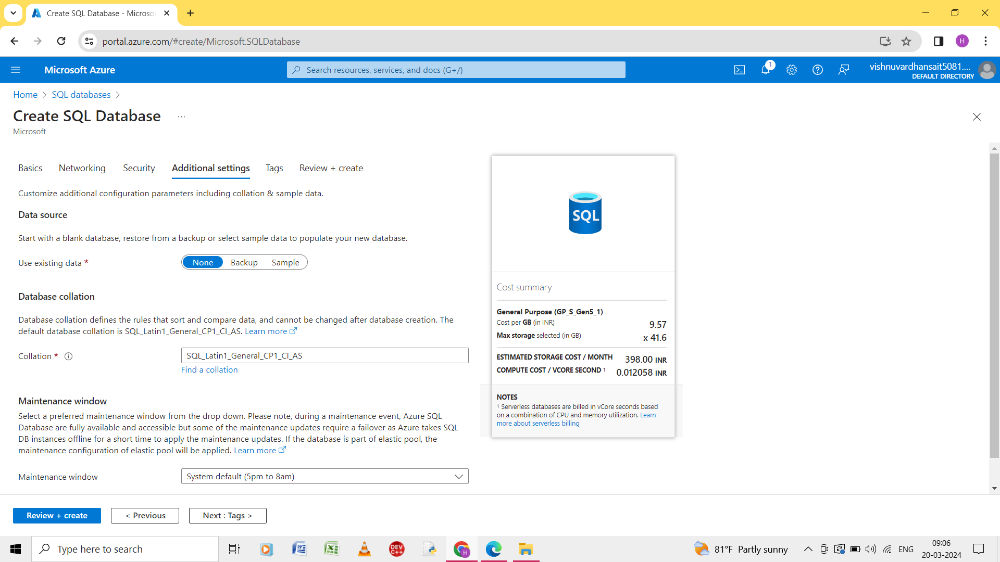 Create SQL Database - Microso
portal.azure.com/#create/Microsoft.SQLDatabase
H
Microsoft Azure
Search resources, services, and docs (G+/)
1
vishnuvardhansait5081....
DEFAULT DIRECTORY
Home > SQL databases >
Create SQL Database ...
Microsoft
Basics Networking Security Additional settings Tags Review + create
Customize additional configuration parameters including collation & sample data.
Data source
Start with a blank database, restore from a backup or select sample data to populate your new database.
Use existing data * None Backup Sample
Database collation
Database collation defines the rules that sort and compare data, and cannot be changed after database creation. The
default database collation is SQL_Latin1_General_CP1_CI_AS. Learn more
Collation * SQL_Latin1_General_CP1_CI_AS
Find a collation
Maintenance window
Select a preferred maintenance window from the drop down. Please note, during a maintenance event, Azure SQL
Database are fully available and accessible but some of the maintenance updates require a failover as Azure takes SQL
DB instances offline for a short time to apply the maintenance updates. If the database is part of elastic pool, the
maintenance configuration of elastic pool will be applied. Learn more
Maintenance window System default (5pm to 8am)
SQL
Cost summary
General Purpose (GP_S_Gen5_1)
Cost per GB (in INR) 9.57
Max storage selected (in GB) x 41.6
ESTIMATED STORAGE COST / MONTH 398.00 INR
COMPUTE COST / VCORE SECOND ¹ 0.012058 INR
NOTES
¹ Serverless databases are billed in vCore seconds based
on a combination of CPU and memory utilization. Learn
more about serverless billing
Review + create < Previous Next : Tags >
Type here to search
DEV
C++
H
81°F Partly sunny
ENG
09:06
20-03-2024